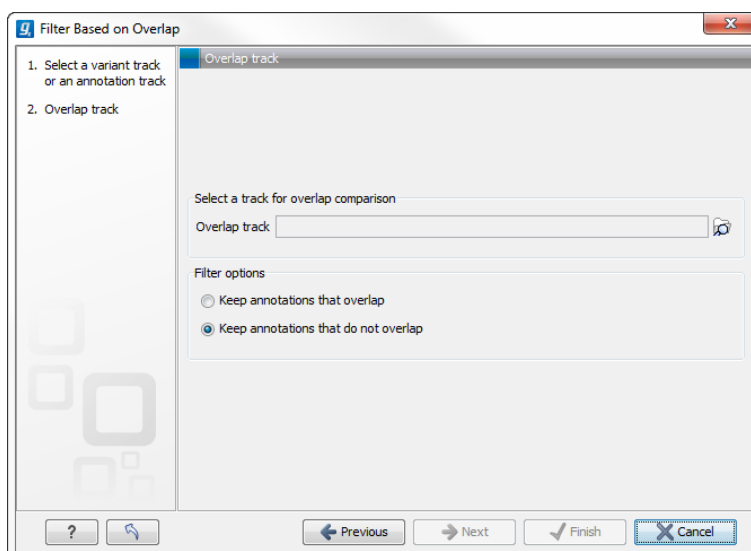 Filter Based on Overlap
1. Select a variant track
or an annotation track
2. Overlap track
Overlap track
Select a track for overlap comparison
Overlap track
Filter options
Keep annotations that overlap
Keep annotations that do not overlap
?
Previous
Next
Finish
Cancel